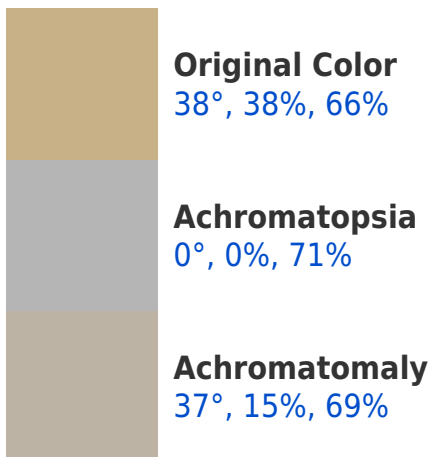 Original Color
38°, 38%, 66%
Achromatopsia
0°, 0%, 71%
Achromatomaly
37°, 15%, 69%